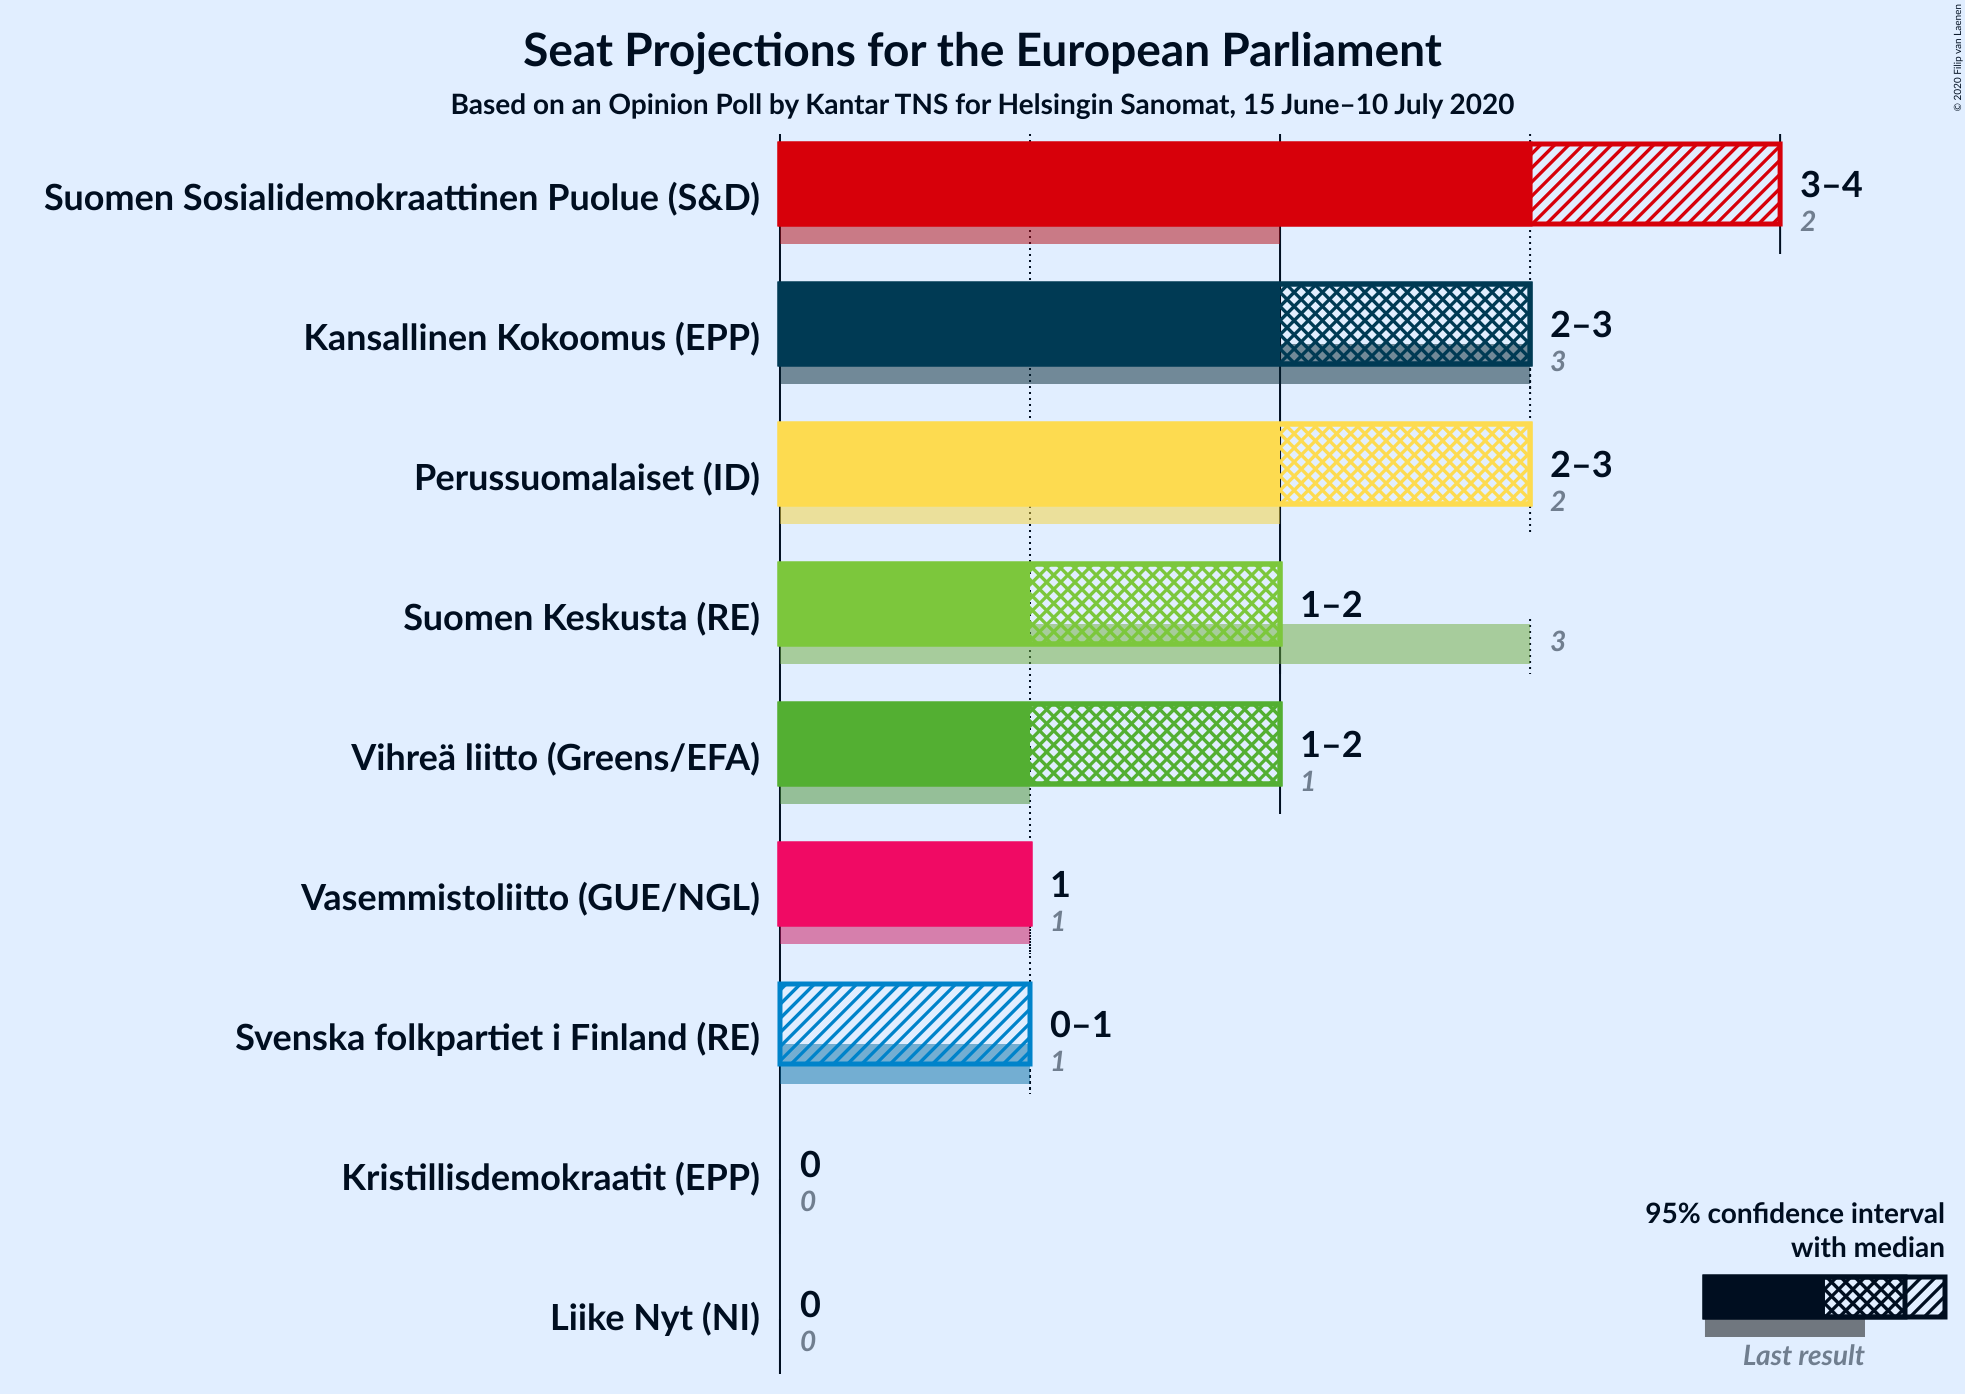 Seat Projections for the European Parliament
Based on an Opinion Poll by Kantar TNS for Helsingin Sanomat, 15 June–10 July 2020
© 2020 Filip van Laenen
Suomen Sosialidemokraattinen Puolue (S&D)
3–4
2
Kansallinen Kokoomus (EPP)
2–3
3
Perussuomalaiset (ID)
2–3
2
Suomen Keskusta (RE)
1–2
3
Vihreä liitto (Greens/EFA)
1–2
1
Vasemmistoliitto (GUE/NGL)
1
1
Svenska folkpartiet i Finland (RE)
0–1
1
Kristillisdemokraatit (EPP)
0
0
Liike Nyt (NI)
0
0
95% confidence interval
with median
Last result